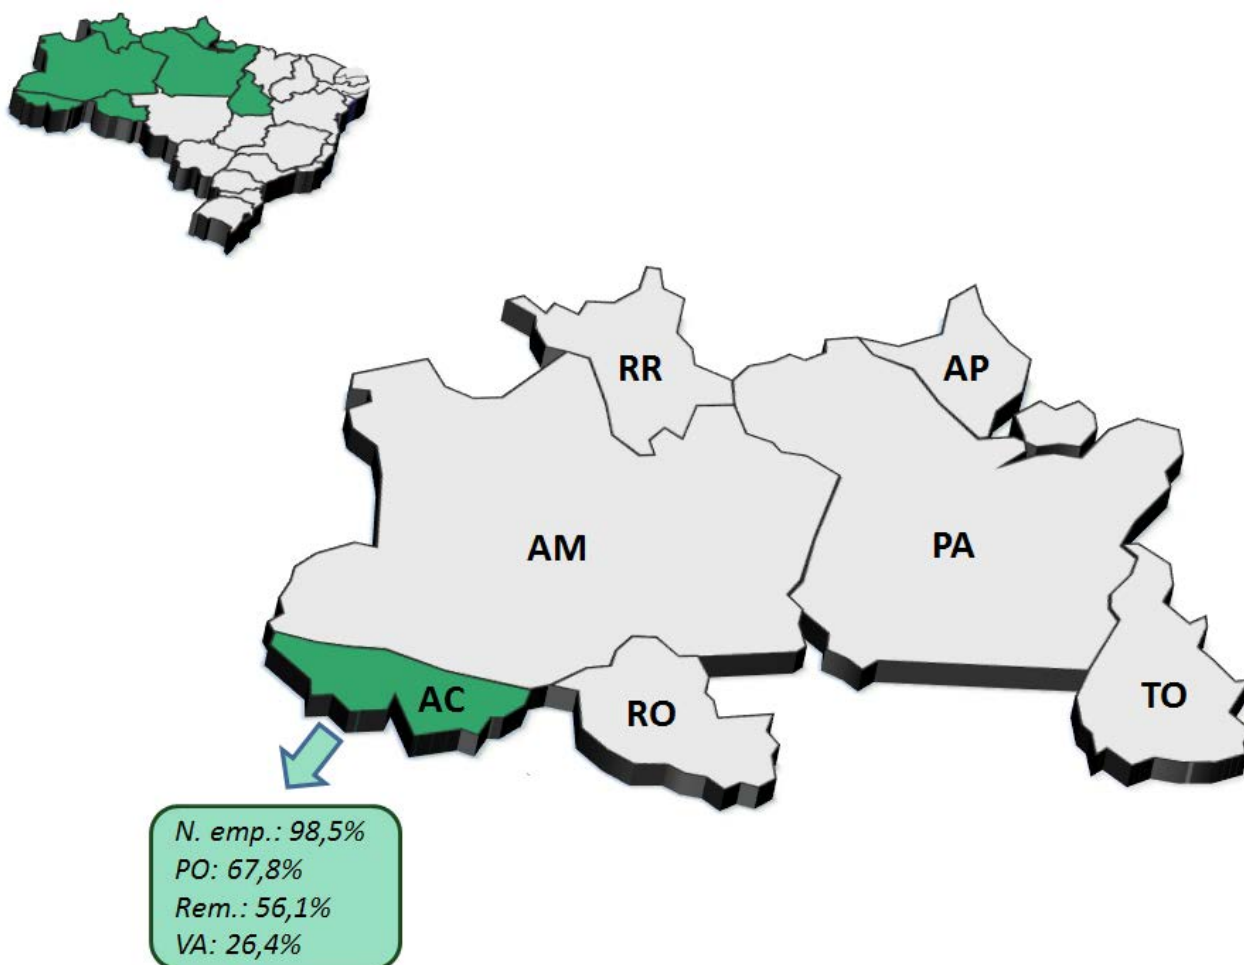 RR
AP
AM
PA
AC
RO
TO
N. emp.: 98,5%
PO: 67,8%
Rem.: 56,1%
VA: 26,4%